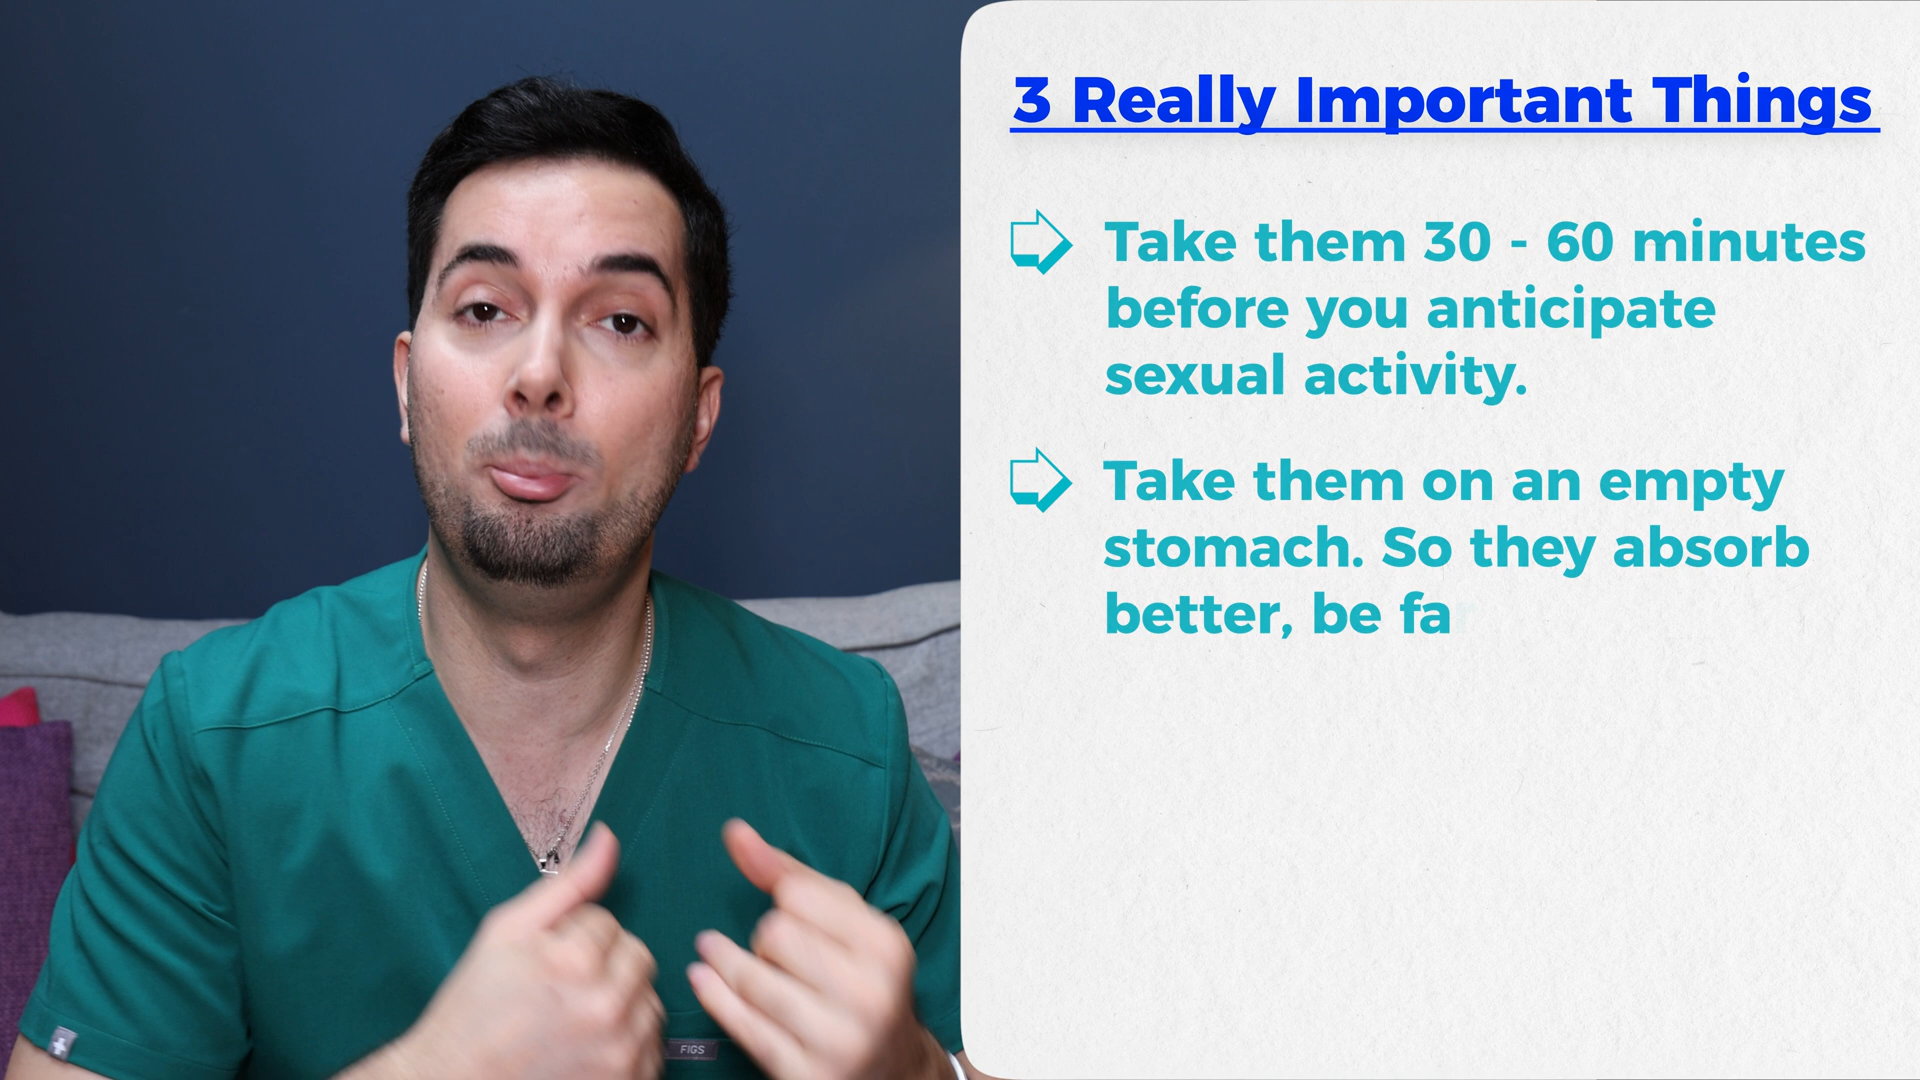 3 Really Important Things
Take them 30 - 60 minutes
before you anticipate
sexual activity.
Take them on an empty
stomach. So they absorb
better, be fa
FIGS